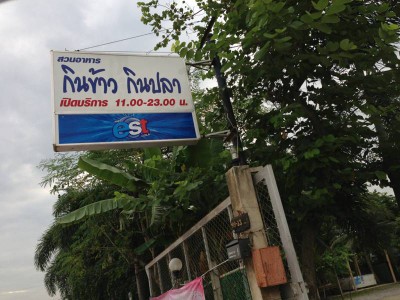 สวนอาหาร
กินข้าว กินปลา
เปิดบริการ 11.00-23.00 น.
est